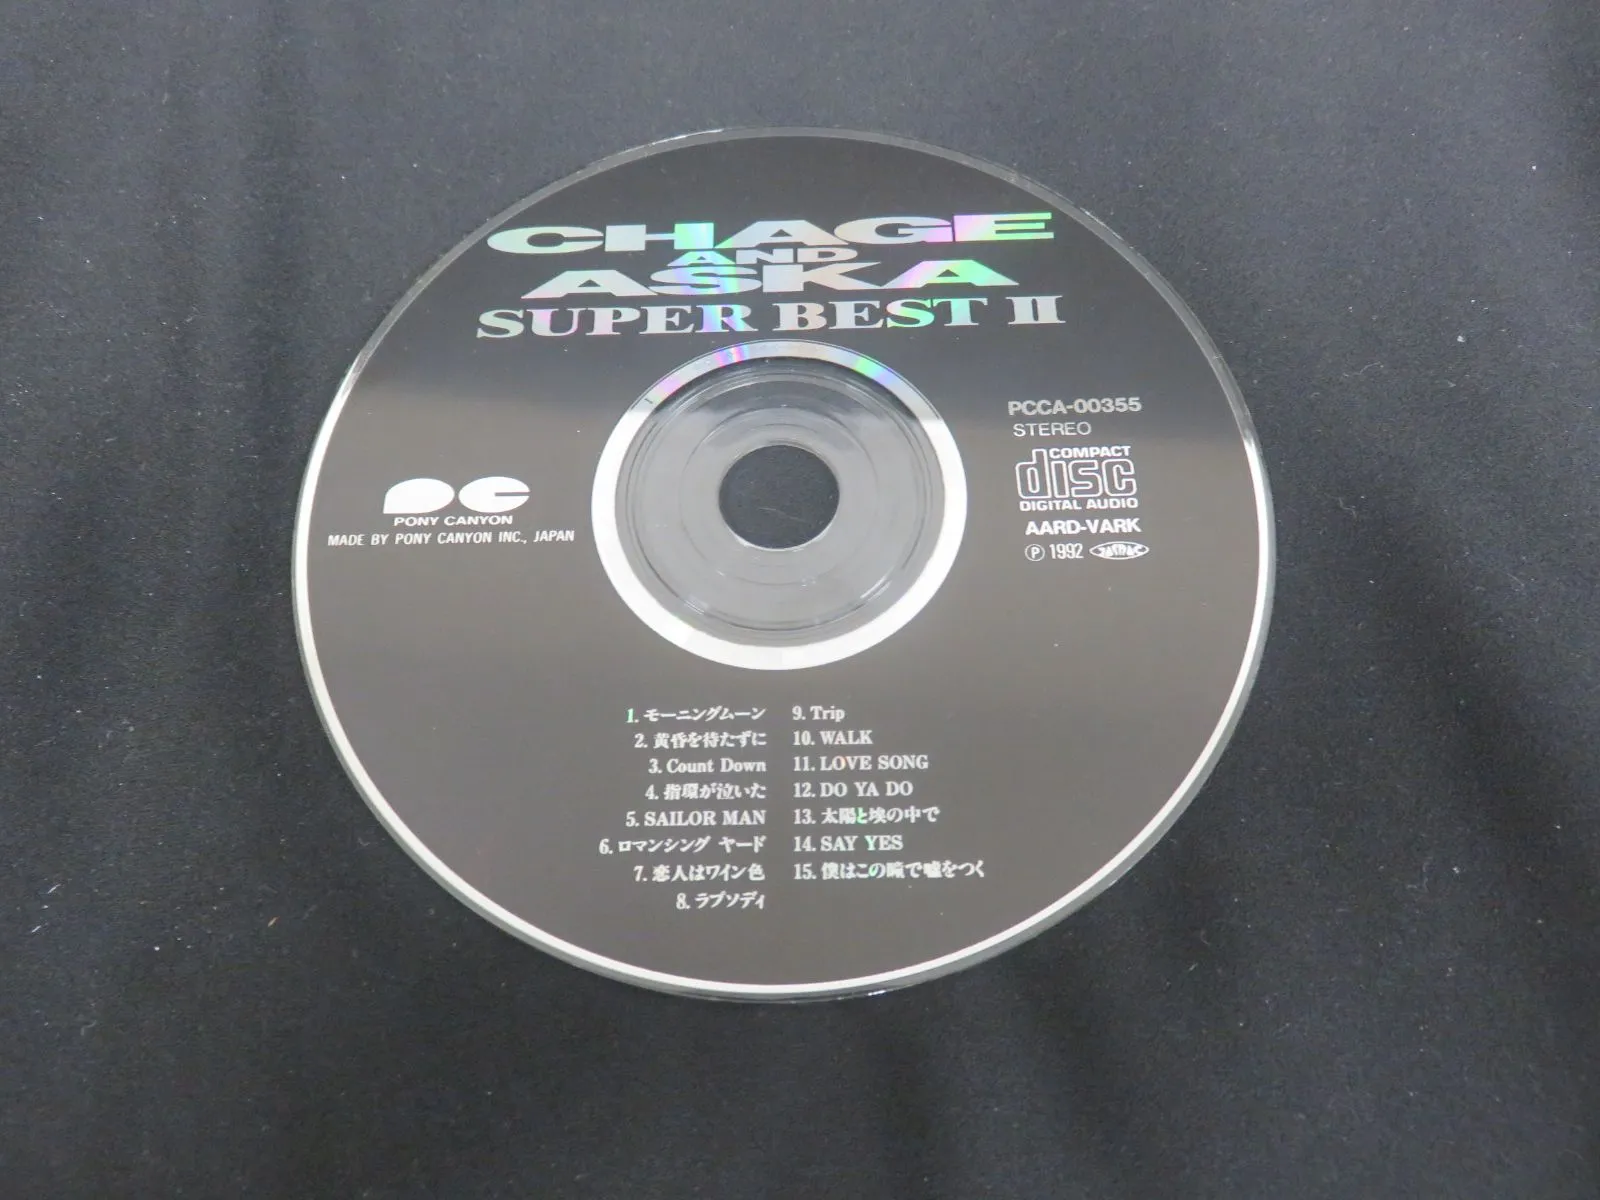 CHAGE
AND
ASKA
SUPER BEST II
PCCA-00355
STEREO
COMPACT
disc
DIGITAL AUDIO
AARD-VARK
Ⓟ 1992 JASRAC
PONY CANYON
MADE BY PONY CANYON INC., JAPAN
1. モーニングムーン
2. 黄昏を待たずに
3. Count Down
4. 指環が泣いた
5. SAILOR MAN
6. ロマンシング ヤード
7. 恋人はワイン色
8. ラプソディ
9. Trip
10. WALK
11. LOVE SONG
12. DO YA DO
13. 太陽と埃の中で
14. SAY YES
15. 僕はこの瞳で嘘をつく